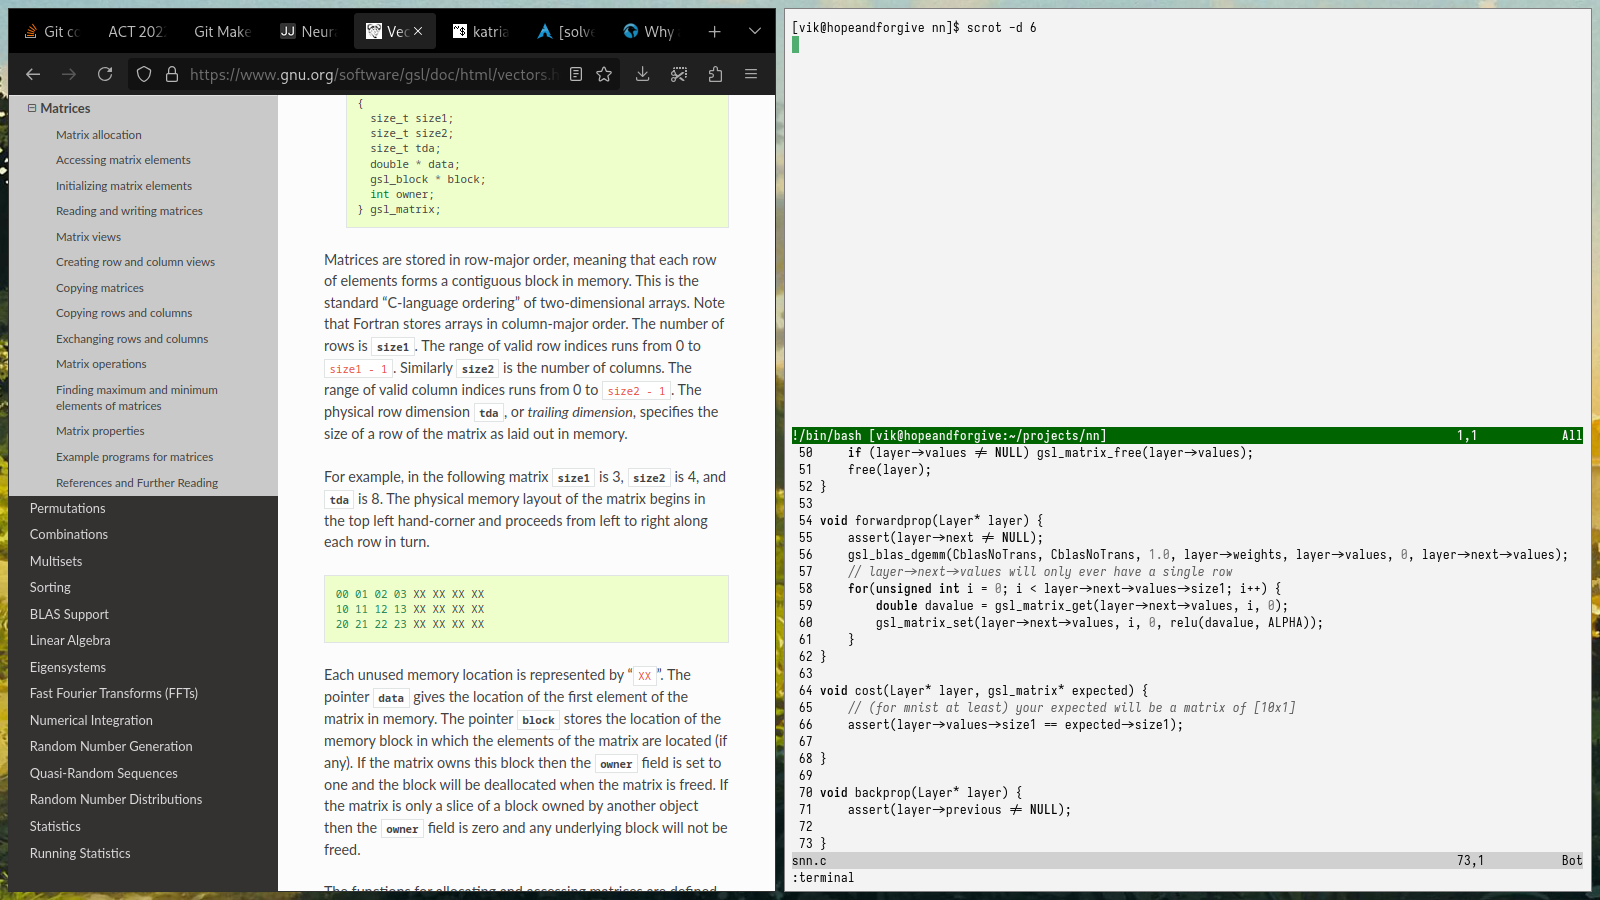 Git co
ACT 202
Git Make
JJ Neur
Vec
katria
[solve
Why
https://www.gnu.org/software/gsl/doc/html/vectors.h
Matrices
Matrix allocation
Accessing matrix elements
Initializing matrix elements
Reading and writing matrices
Matrix views
Creating row and column views
Copying matrices
Copying rows and columns
Exchanging rows and columns
Matrix operations
Finding maximum and minimum
elements of matrices
Matrix properties
Example programs for matrices
References and Further Reading
Permutations
Combinations
Multisets
Sorting
BLAS Support
Linear Algebra
Eigensystems
Fast Fourier Transforms (FFTs)
Numerical Integration
Random Number Generation
Quasi-Random Sequences
Random Number Distributions
Statistics
Running Statistics
{
size_t size1;
size_t size2;
size_t tda;
double * data;
gsl_block * block;
int owner;
} gsl_matrix;
Matrices are stored in row-major order, meaning that each row
of elements forms a contiguous block in memory. This is the
standard “C-language ordering” of two-dimensional arrays. Note
that Fortran stores arrays in column-major order. The number of
rows is size1. The range of valid row indices runs from 0 to
size1 - 1. Similarly size2 is the number of columns. The
range of valid column indices runs from 0 to size2 - 1. The
physical row dimension tda, or trailing dimension, specifies the
size of a row of the matrix as laid out in memory.
For example, in the following matrix size1 is 3, size2 is 4, and
tda is 8. The physical memory layout of the matrix begins in
the top left hand-corner and proceeds from left to right along
each row in turn.
00 01 02 03 XX XX XX XX
10 11 12 13 XX XX XX XX
20 21 22 23 XX XX XX XX
Each unused memory location is represented by “XX”. The
pointer data gives the location of the first element of the
matrix in memory. The pointer block stores the location of the
memory block in which the elements of the matrix are located (if
any). If the matrix owns this block then the owner field is set to
one and the block will be deallocated when the matrix is freed. If
the matrix is only a slice of a block owned by another object
then the owner field is zero and any underlying block will not be
freed.
The functions for allocating and accessing matrices are defined
[vik@hopeandforgive nn]$ scrot -d 6
!/bin/bash [vik@hopeandforgive:~/projects/nn] 1,1 All
50 if (layer->values != NULL) gsl_matrix_free(layer->values);
51 free(layer);
52 }
53
54 void forwardprop(Layer* layer) {
55 assert(layer->next != NULL);
56 gsl_blas_dgemm(CblasNoTrans, CblasNoTrans, 1.0, layer->weights, layer->values, 0, layer->next->values);
57 // layer->next->values will only ever have a single row
58 for(unsigned int i = 0; i < layer->next->values->size1; i++) {
59 double davalue = gsl_matrix_get(layer->next->values, i, 0);
60 gsl_matrix_set(layer->next->values, i, 0, relu(davalue, ALPHA));
61 }
62 }
63
64 void cost(Layer* layer, gsl_matrix* expected) {
65 // (for mnist at least) your expected will be a matrix of [10x1]
66 assert(layer->values->size1 == expected->size1);
67
68 }
69
70 void backprop(Layer* layer) {
71 assert(layer->previous != NULL);
72
73 }
snn.c 73,1 Bot
:terminal